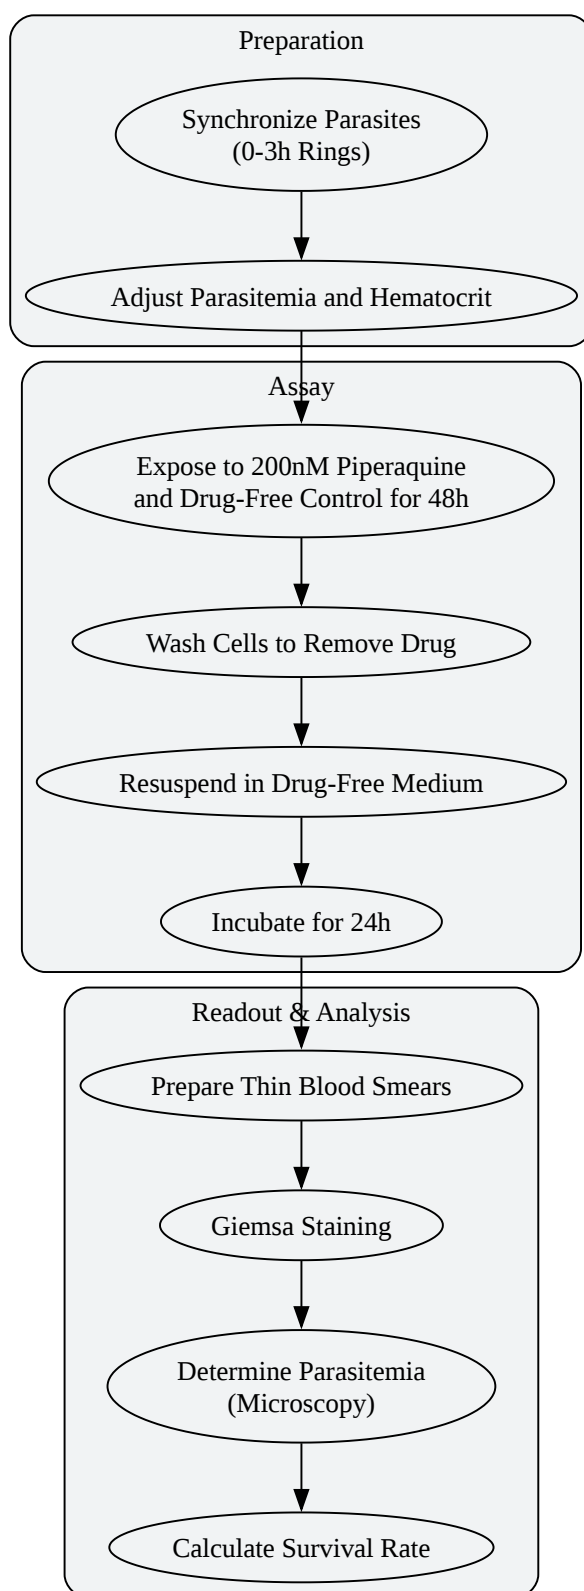 Preparation
Synchronize Parasites
(0-3h Rings)
Adjust Parasitemia and Hematocrit
Assay
Expose to 200nM Piperaquine
and Drug-Free Control for 48h
Wash Cells to Remove Drug
Resuspend in Drug-Free Medium
Incubate for 24h
Readout & Analysis
Prepare Thin Blood Smears
Giemsa Staining
Determine Parasitemia
(Microscopy)
Calculate Survival Rate